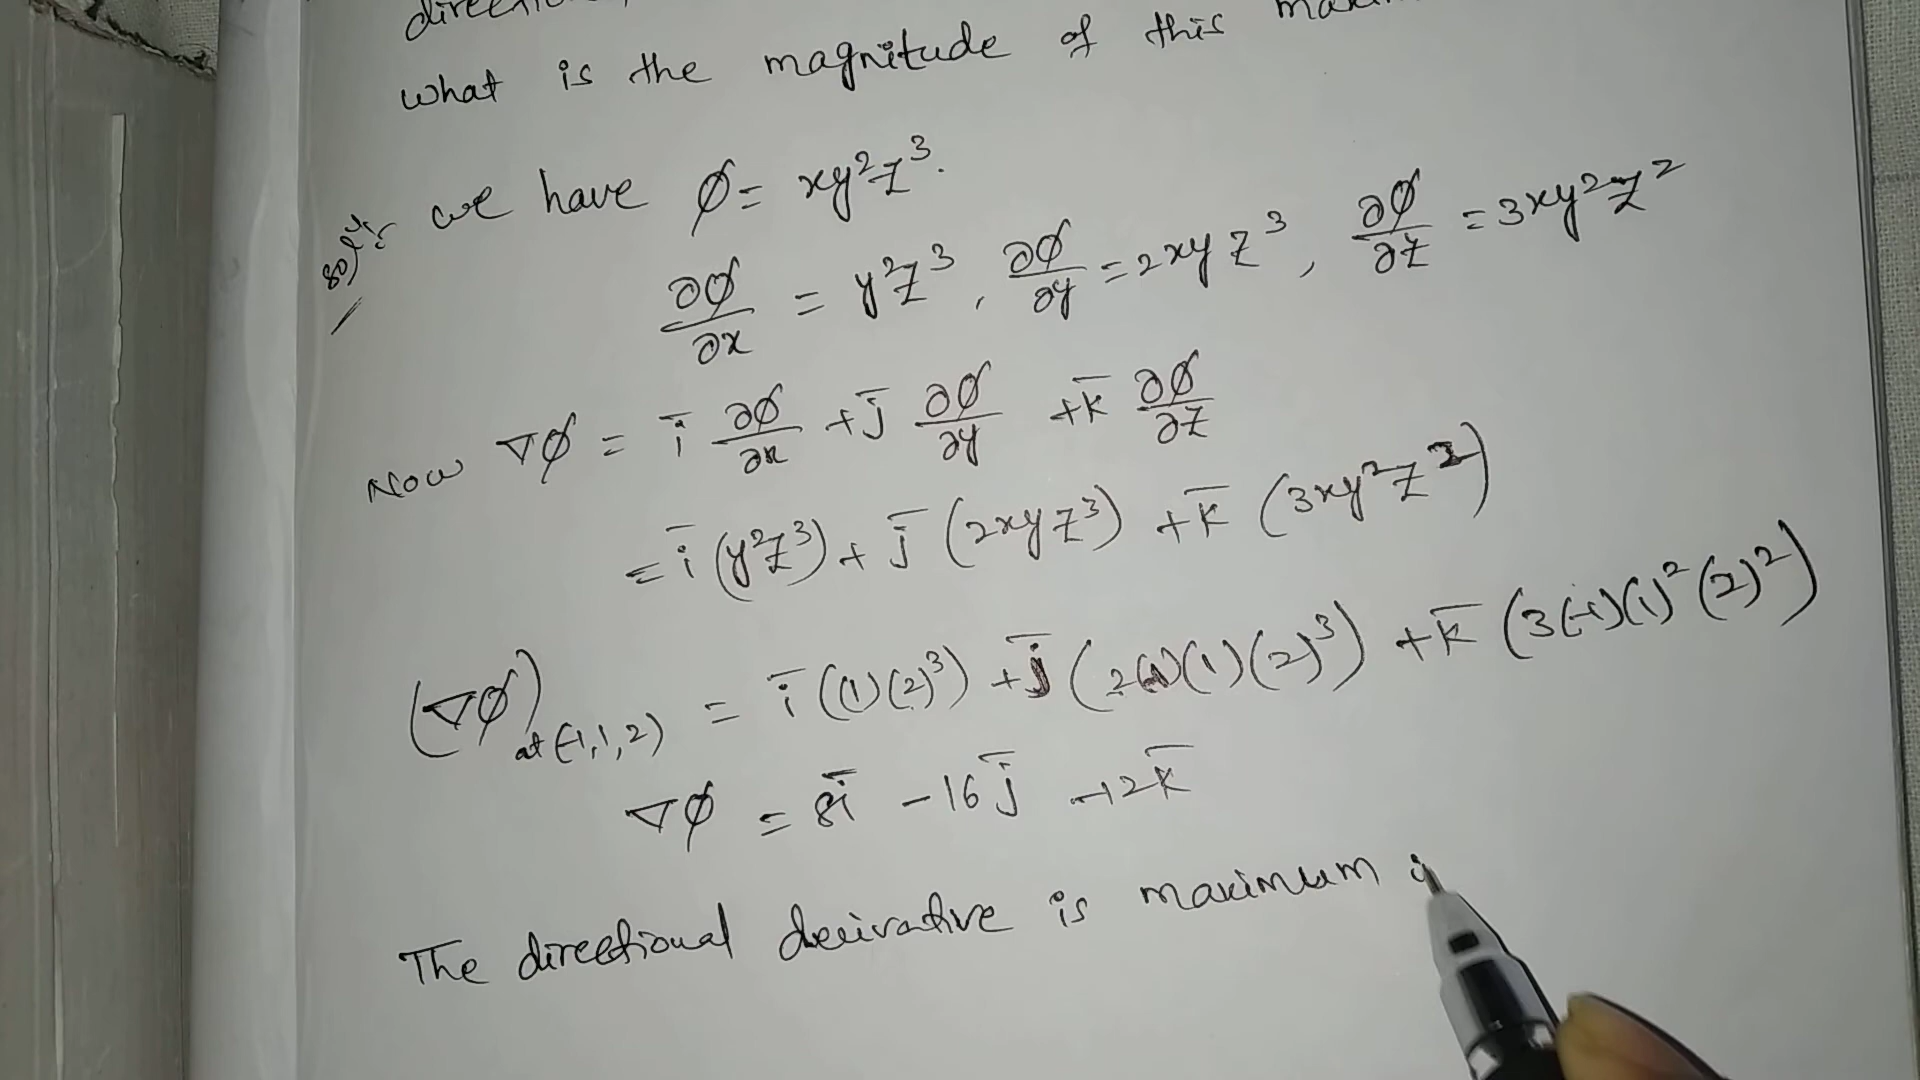 what is the magnitude of this
Sol:- we have ∅ = xy²z³.
∂∅/∂x = y²z³, ∂∅/∂y = 2xyz³, ∂∅/∂z = 3xy²z²
Now ∇∅ = i̅ ∂∅/∂x + j̅ ∂∅/∂y + k̅ ∂∅/∂z
= i̅ (y²z³) + j̅ (2xyz³) + k̅ (3xy²z²)
(∇∅) at (-1,1,2) = i̅ ((1)(2)³) + j̅ (2(-1)(1)(2)³) + k̅ (3(-1)(1)²(2)²)
∇∅ = 8i̅ - 16j̅ - 12k̅
The directional derivative is maximum